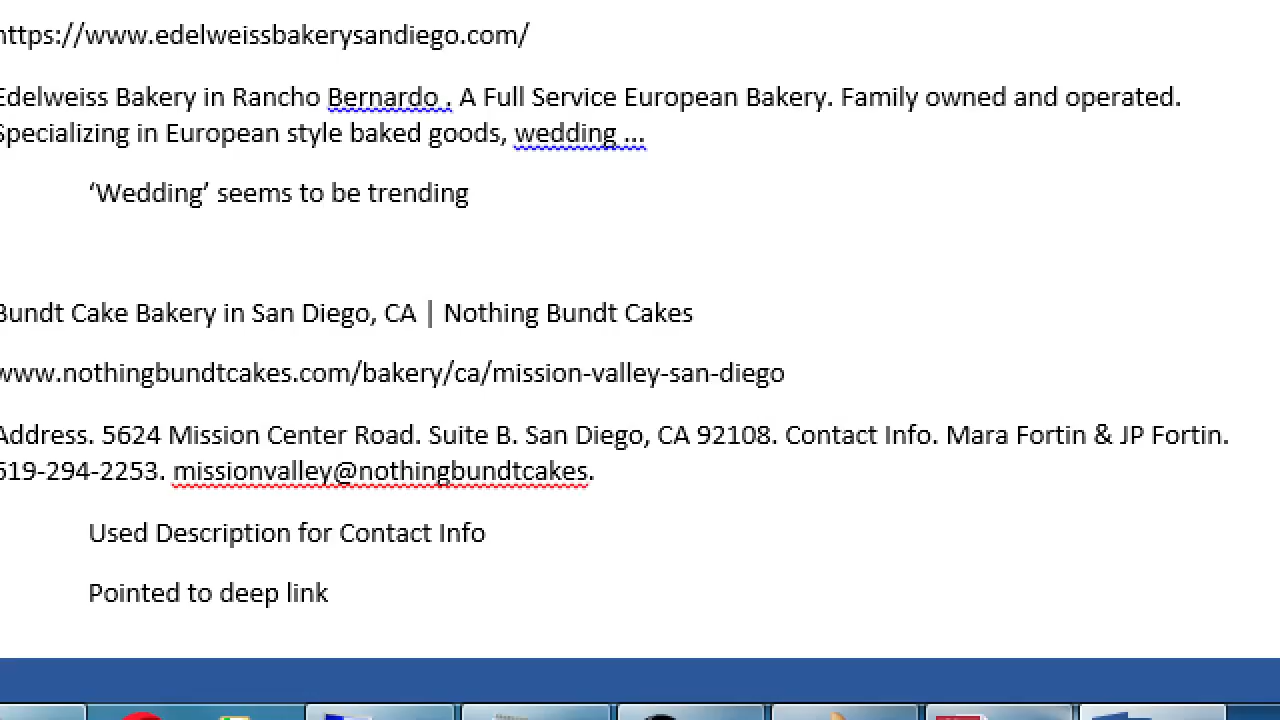 https://www.edelweissbakerysandiego.com/
Edelweiss Bakery in Rancho Bernardo . A Full Service European Bakery. Family owned and operated.
Specializing in European style baked goods, wedding ...
‘Wedding’ seems to be trending
Bundt Cake Bakery in San Diego, CA | Nothing Bundt Cakes
www.nothingbundtcakes.com/bakery/ca/mission-valley-san-diego
Address. 5624 Mission Center Road. Suite B. San Diego, CA 92108. Contact Info. Mara Fortin & JP Fortin.
619-294-2253. missionvalley@nothingbundtcakes.
Used Description for Contact Info
Pointed to deep link